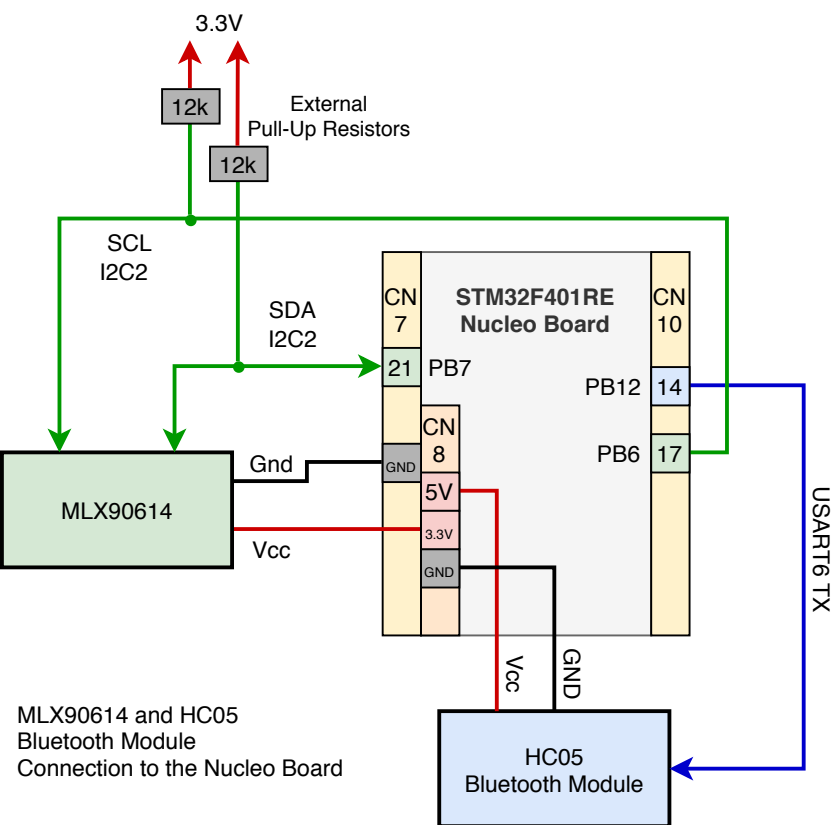 3.3V
12k
External
Pull-Up Resistors
12k
SCL
I2C2
SDA
I2C2
CN
7
STM32F401RE
Nucleo Board
CN
10
21
PB7
PB12
14
CN
8
PB6
17
GND
Gnd
5V
3.3V
GND
MLX90614
Vcc
USART6 TX
Vcc
GND
MLX90614 and HC05
Bluetooth Module
Connection to the Nucleo Board
HC05
Bluetooth Module